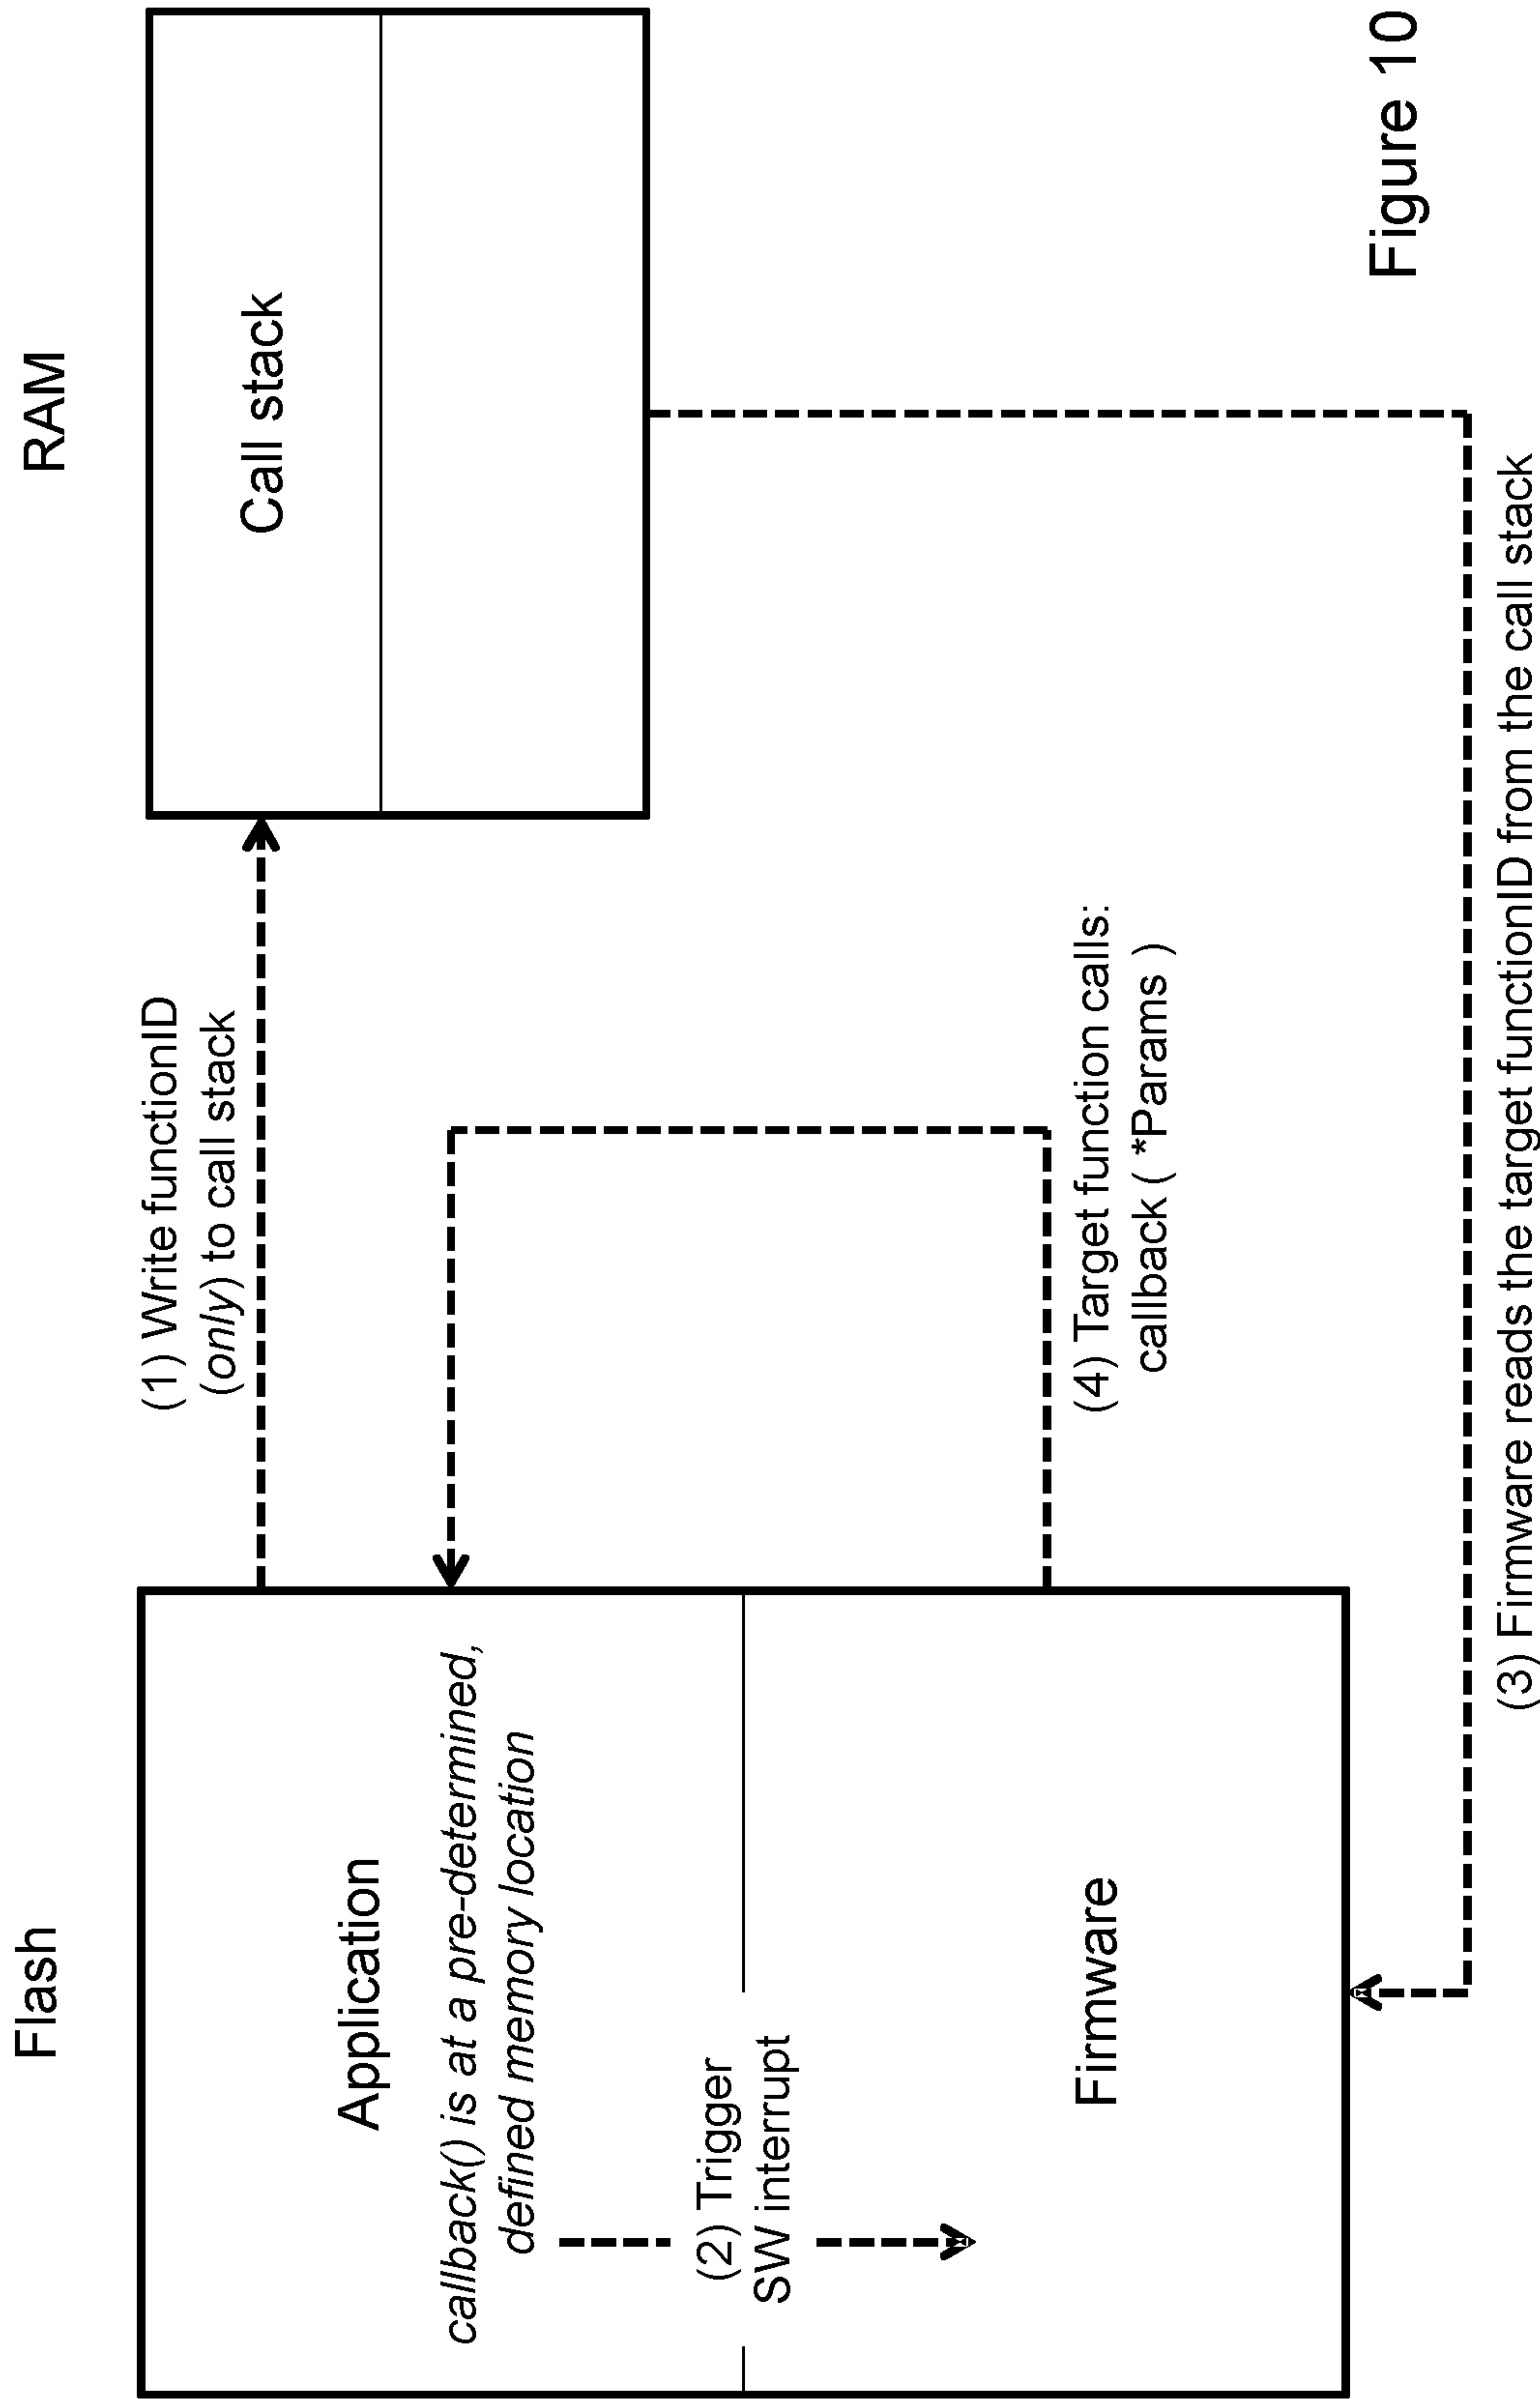 Flash
RAM
Application
callback() is at a pre-determined,
defined memory location
(1) Write functionID
(only) to call stack
Call stack
(2) Trigger
SW interrupt
Firmware
(4) Target function calls:
callback ( *Params )
(3) Firmware reads the target functionID from the call stack
Figure 10